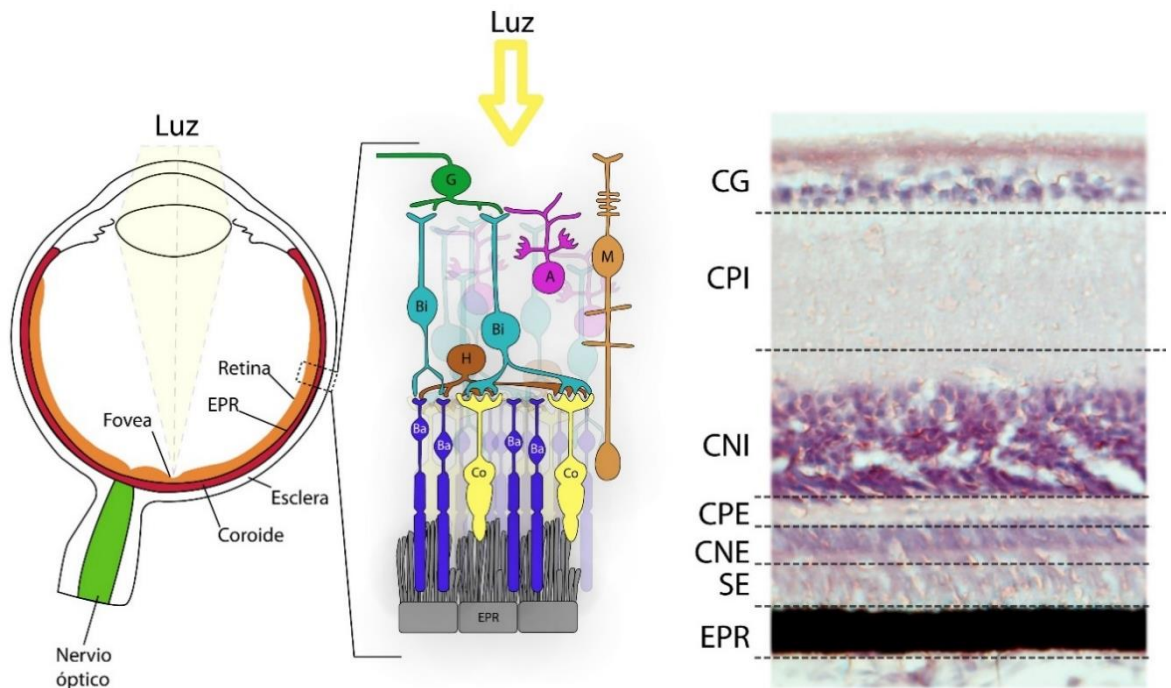 Luz
Retina
EPR
Fovea
Esclera
Coroide
Nervio
óptico
Luz
G
A
M
Bi
Bi
H
Ba
Ba
Co
Ba
Ba
Co
EPR
CG
CPI
CNI
CPE
CNE
SE
EPR